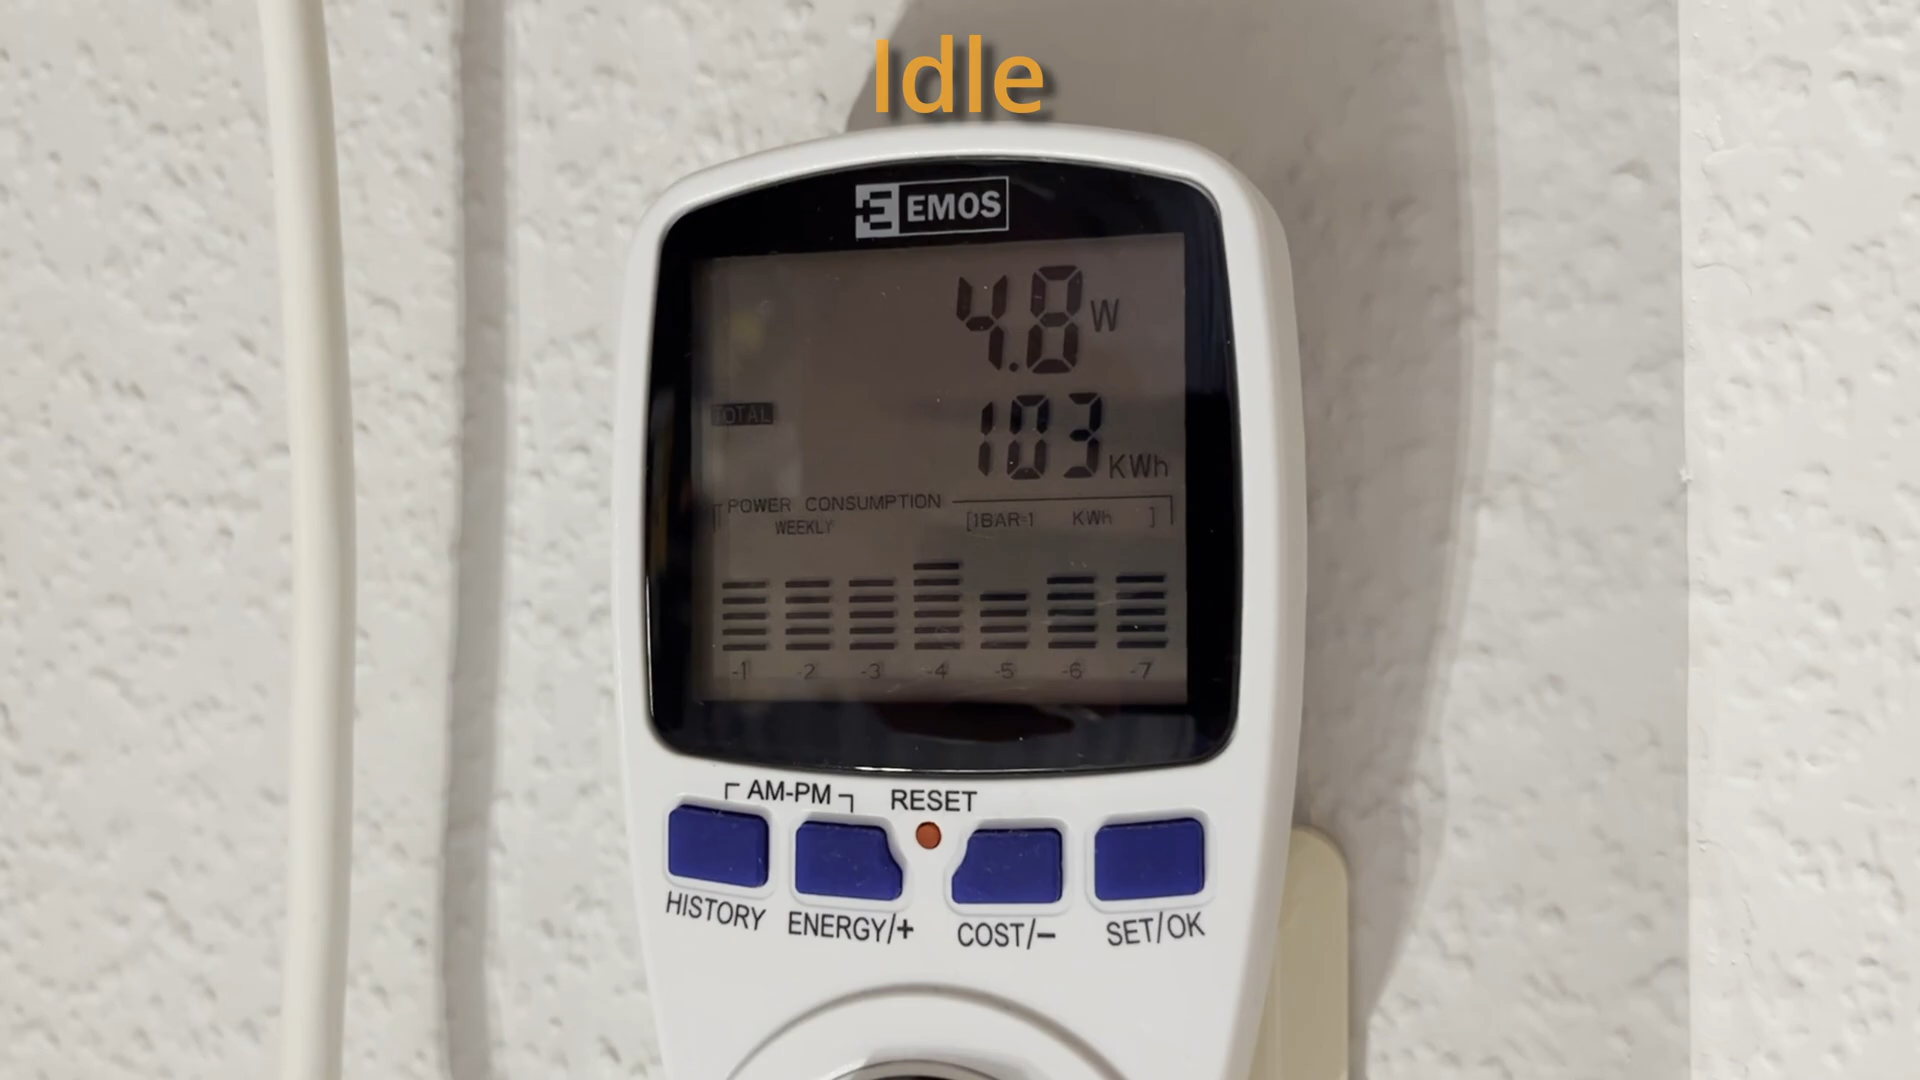 Idle
EMOS
4.8 W
TOTAL
103 KWh
POWER CONSUMPTION
WEEKLY [1BAR=1 KWh ]
-1 -2 -3 -4 -5 -6 -7
AM-PM RESET
HISTORY ENERGY/+ COST/− SET/OK